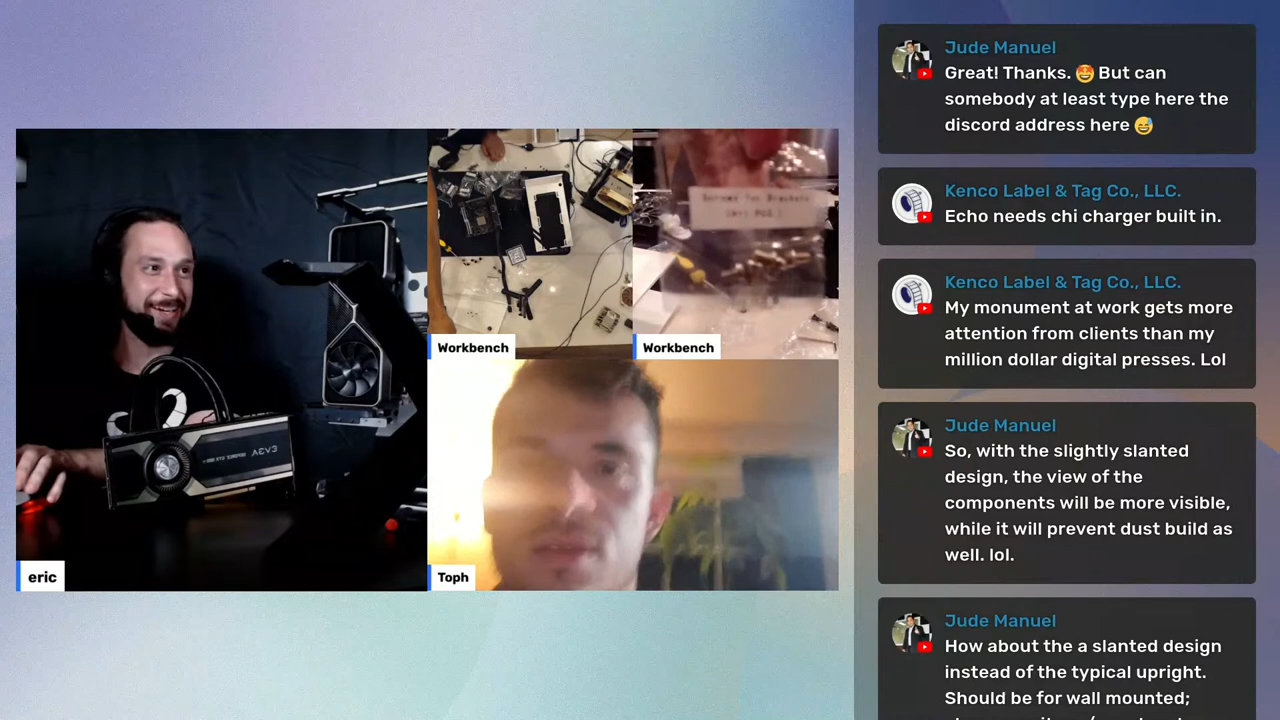 Jude Manuel
Great! Thanks. 🤩 But can
somebody at least type here the
discord address here 😅
Kenco Label & Tag Co., LLC.
Echo needs chi charger built in.
Kenco Label & Tag Co., LLC.
My monument at work gets more
attention from clients than my
million dollar digital presses. Lol
Jude Manuel
So, with the slightly slanted
design, the view of the
components will be more visible,
while it will prevent dust build as
well. lol.
Jude Manuel
How about the a slanted design
instead of the typical upright.
Should be for wall mounted;
Screws for Brackets
EVGA
Workbench
Workbench
eric
Toph